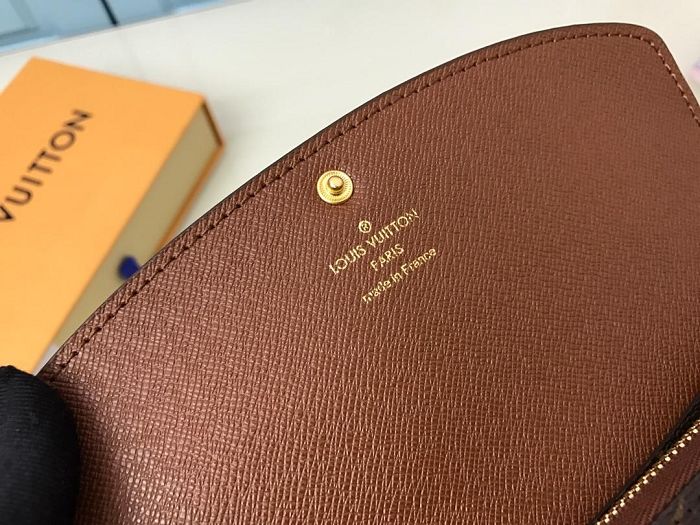 VUITTON
®
LOUIS VUITTON
PARIS
made in France